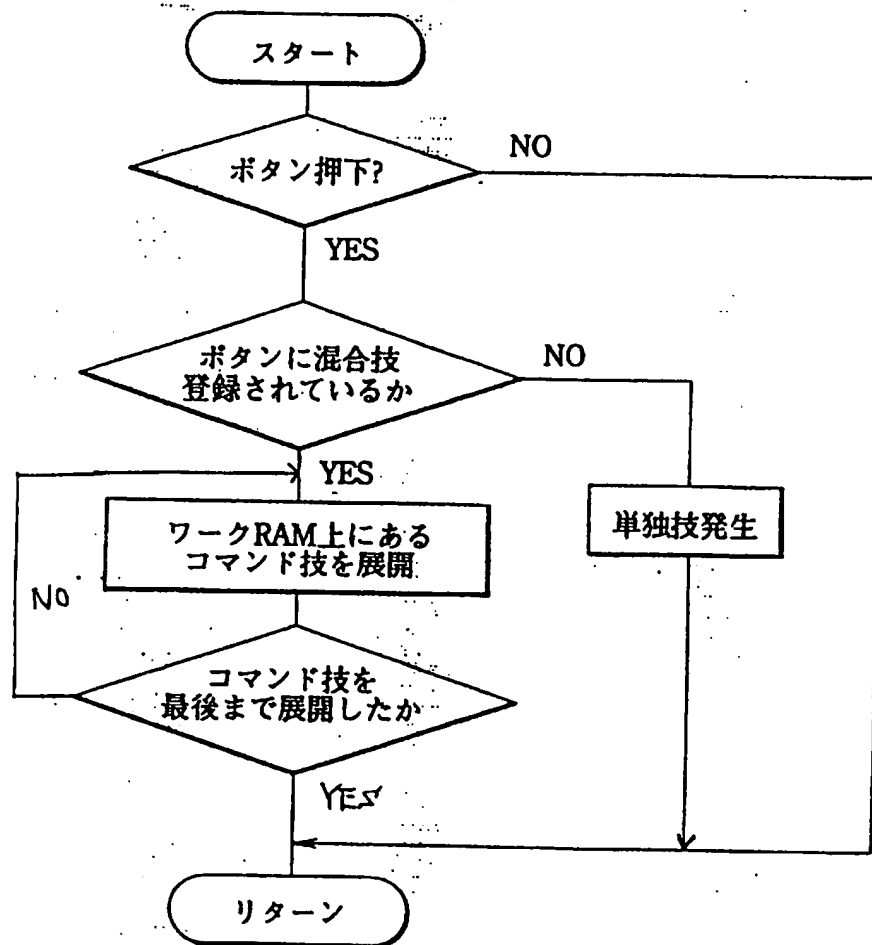 スタート
ボタン押下?
NO
YES
ボタンに混合技
登録されているか
NO
YES
ワークRAM上にある
コマンド技を展開
単独技発生
NO
コマンド技を
最後まで展開したか
YES
リターン